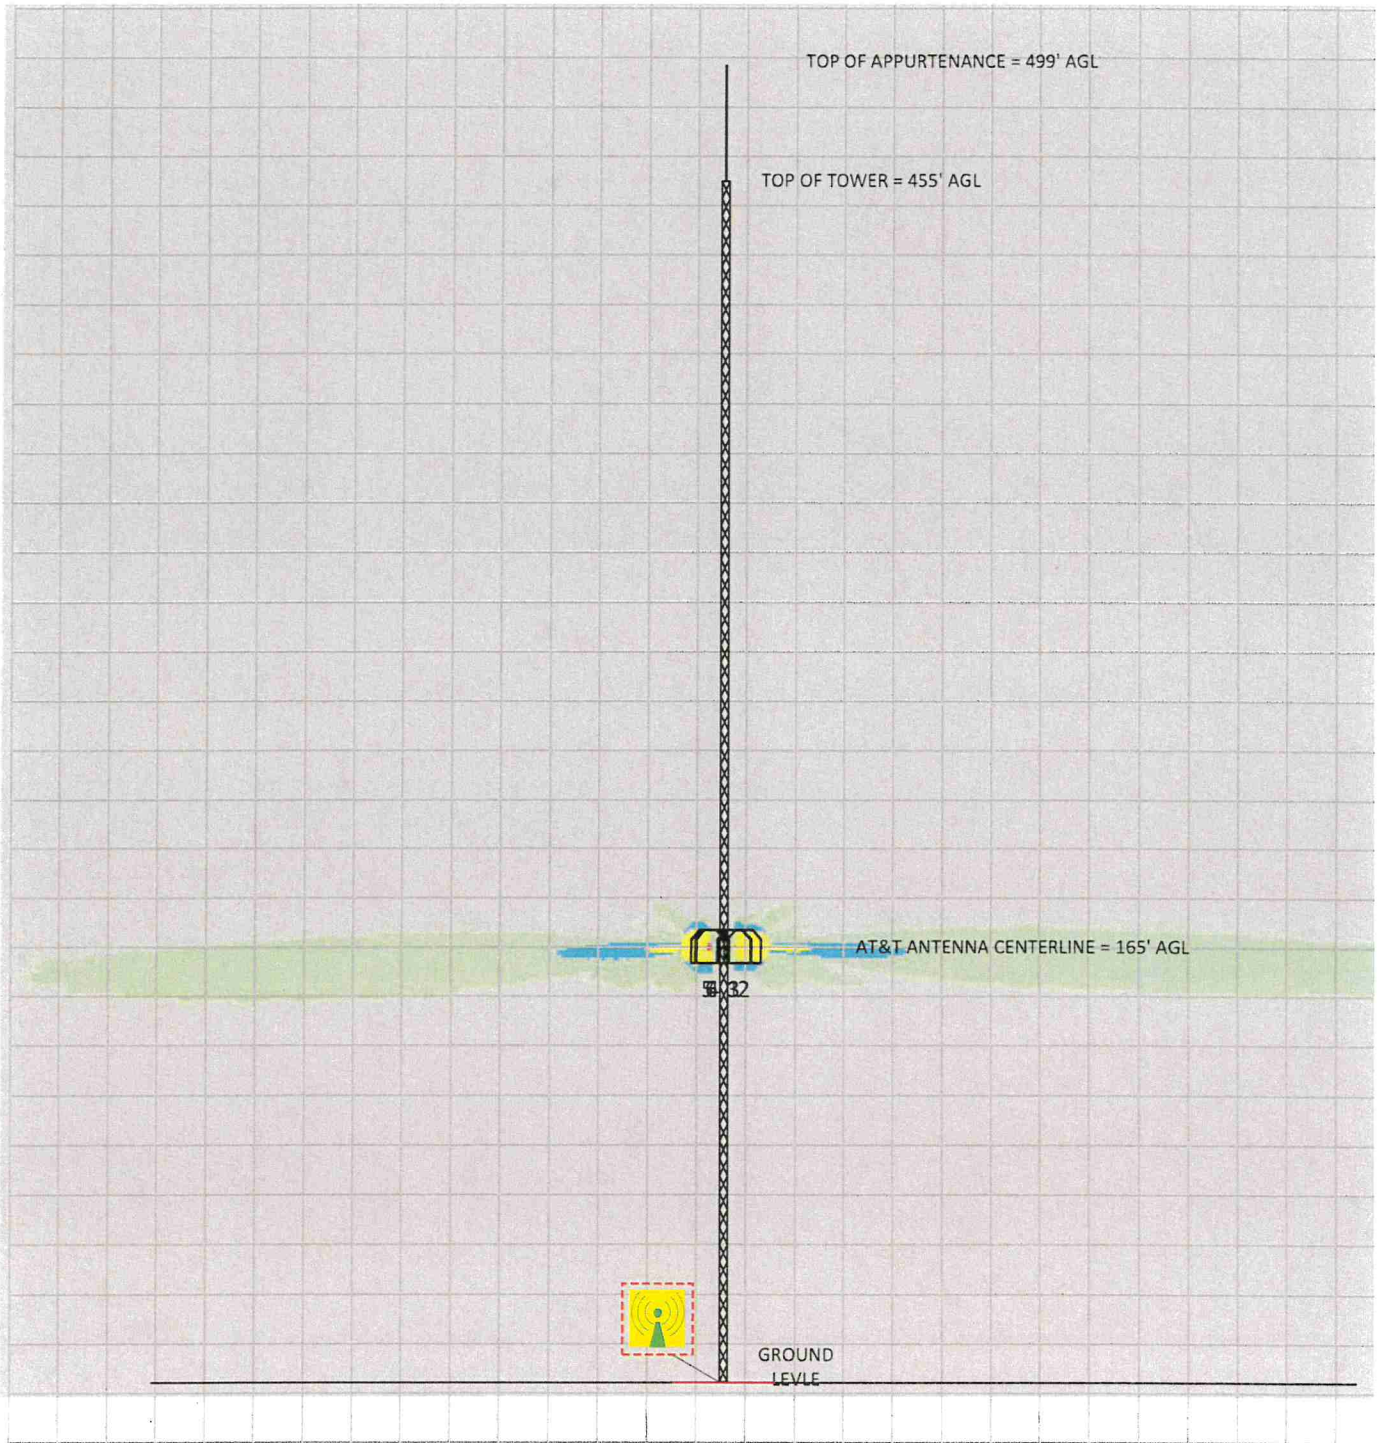 TOP OF APPURTENANCE = 499' AGL
TOP OF TOWER = 455' AGL
AT&T ANTENNA CENTERLINE = 165' AGL
GROUND
LEVLE